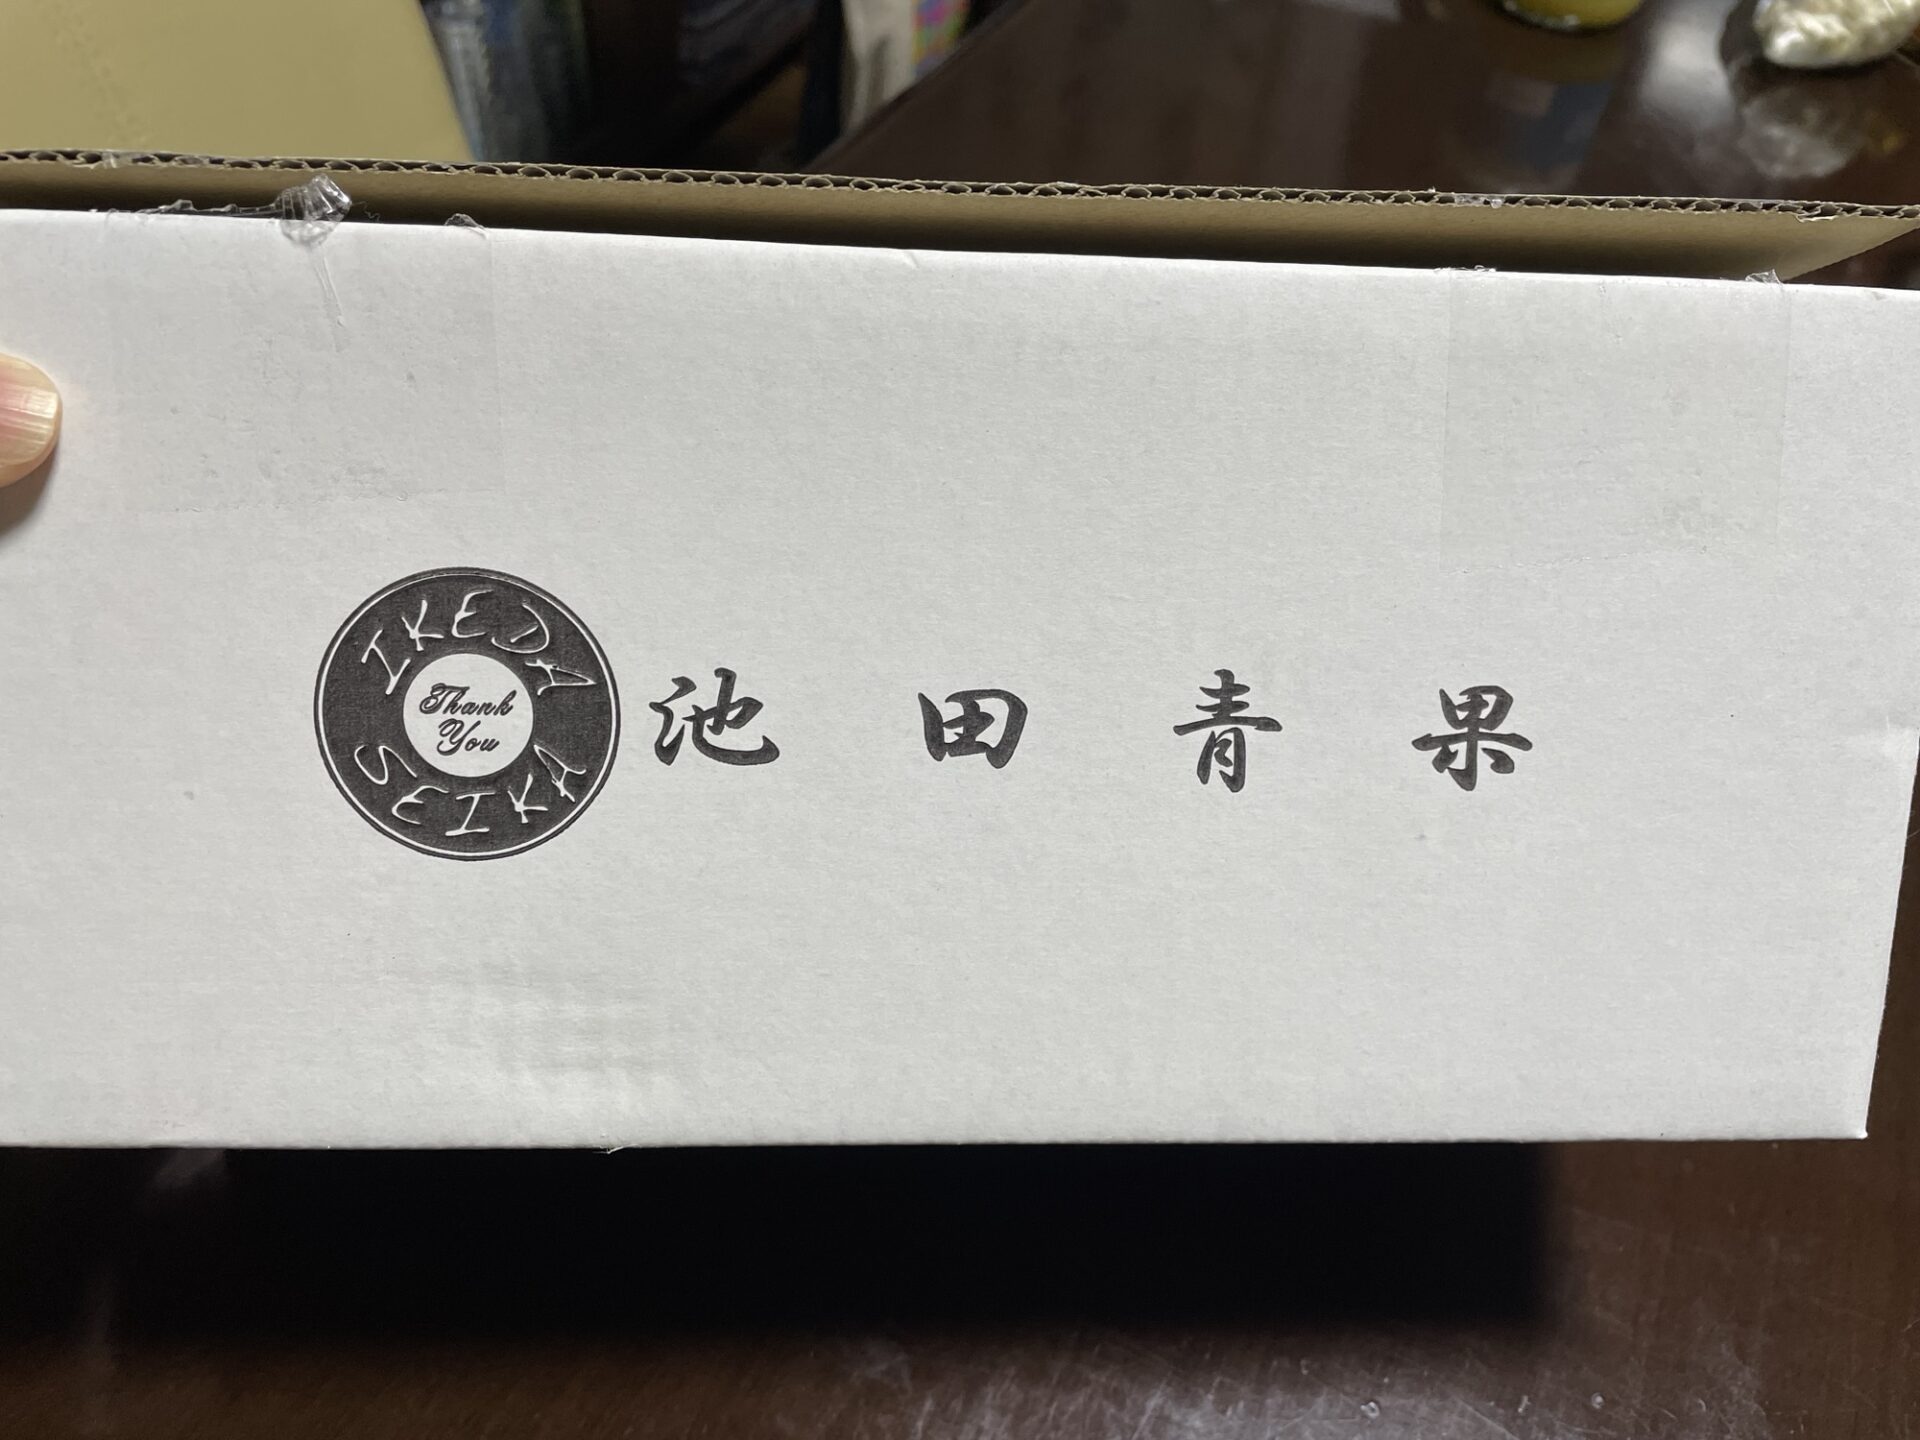 IKEDA
Thank
You
SEIKA
池田青果